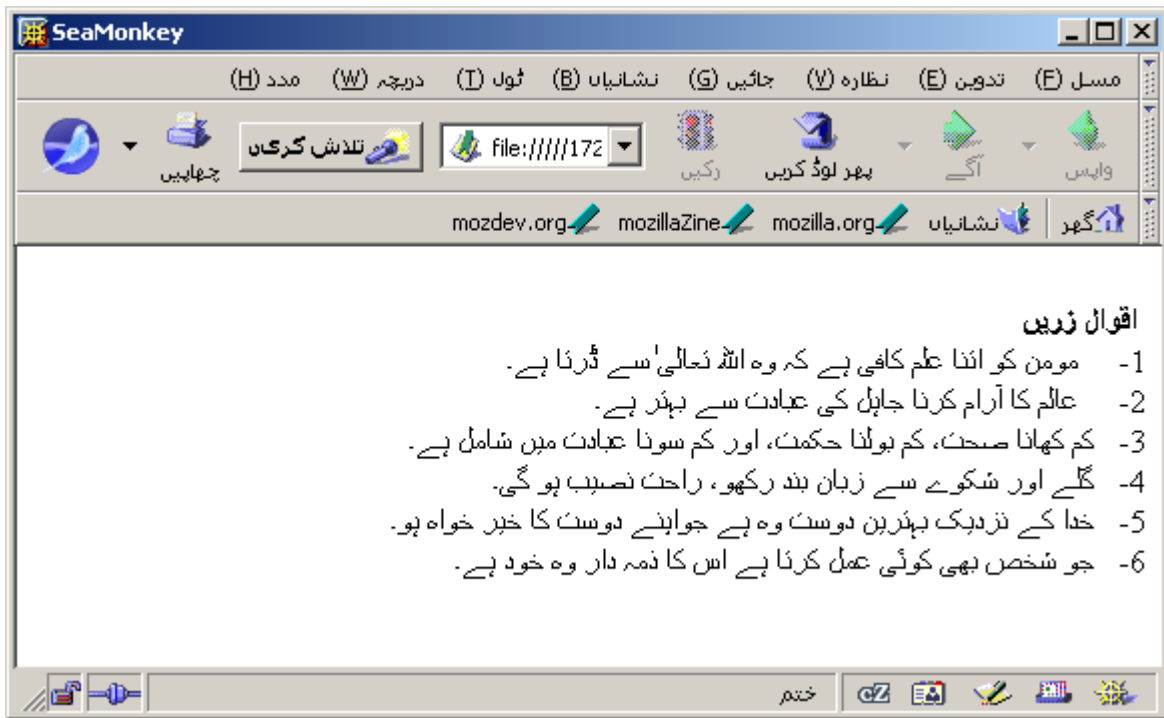 SeaMonkey
مسل (F) تدوین (E) نظارہ (V) جائیں (G) نشانیاں (B) ٹول (T) دریچہ (W) مدد (H)
واپس آگے پھر لوڈ کریں رکیں file://///172 تلاش کریں چھاپیں
گھر نشانیاں mozilla.org mozillaZine mozdev.org
اقوال زریں
1- مومن کو اتنا علم کافی ہے کہ وہ اللہ تعالیٰ سے ڈرتا ہے۔
2- عالم کا آرام کرنا جاہل کی عبادت سے بہتر ہے۔
3- کم کھانا صحت، کم بولنا حکمت، اور کم سونا عبادت میں شامل ہے۔
4- گلے اور شکوے سے زبان بند رکھو، راحت نصیب ہو گی۔
5- خدا کے نزدیک بہترین دوست وہ ہے جواپنے دوست کا خیر خواہ ہو۔
6- جو شخص بھی کوئی عمل کرتا ہے اس کا ذمہ دار وہ خود ہے۔
ختم cZ